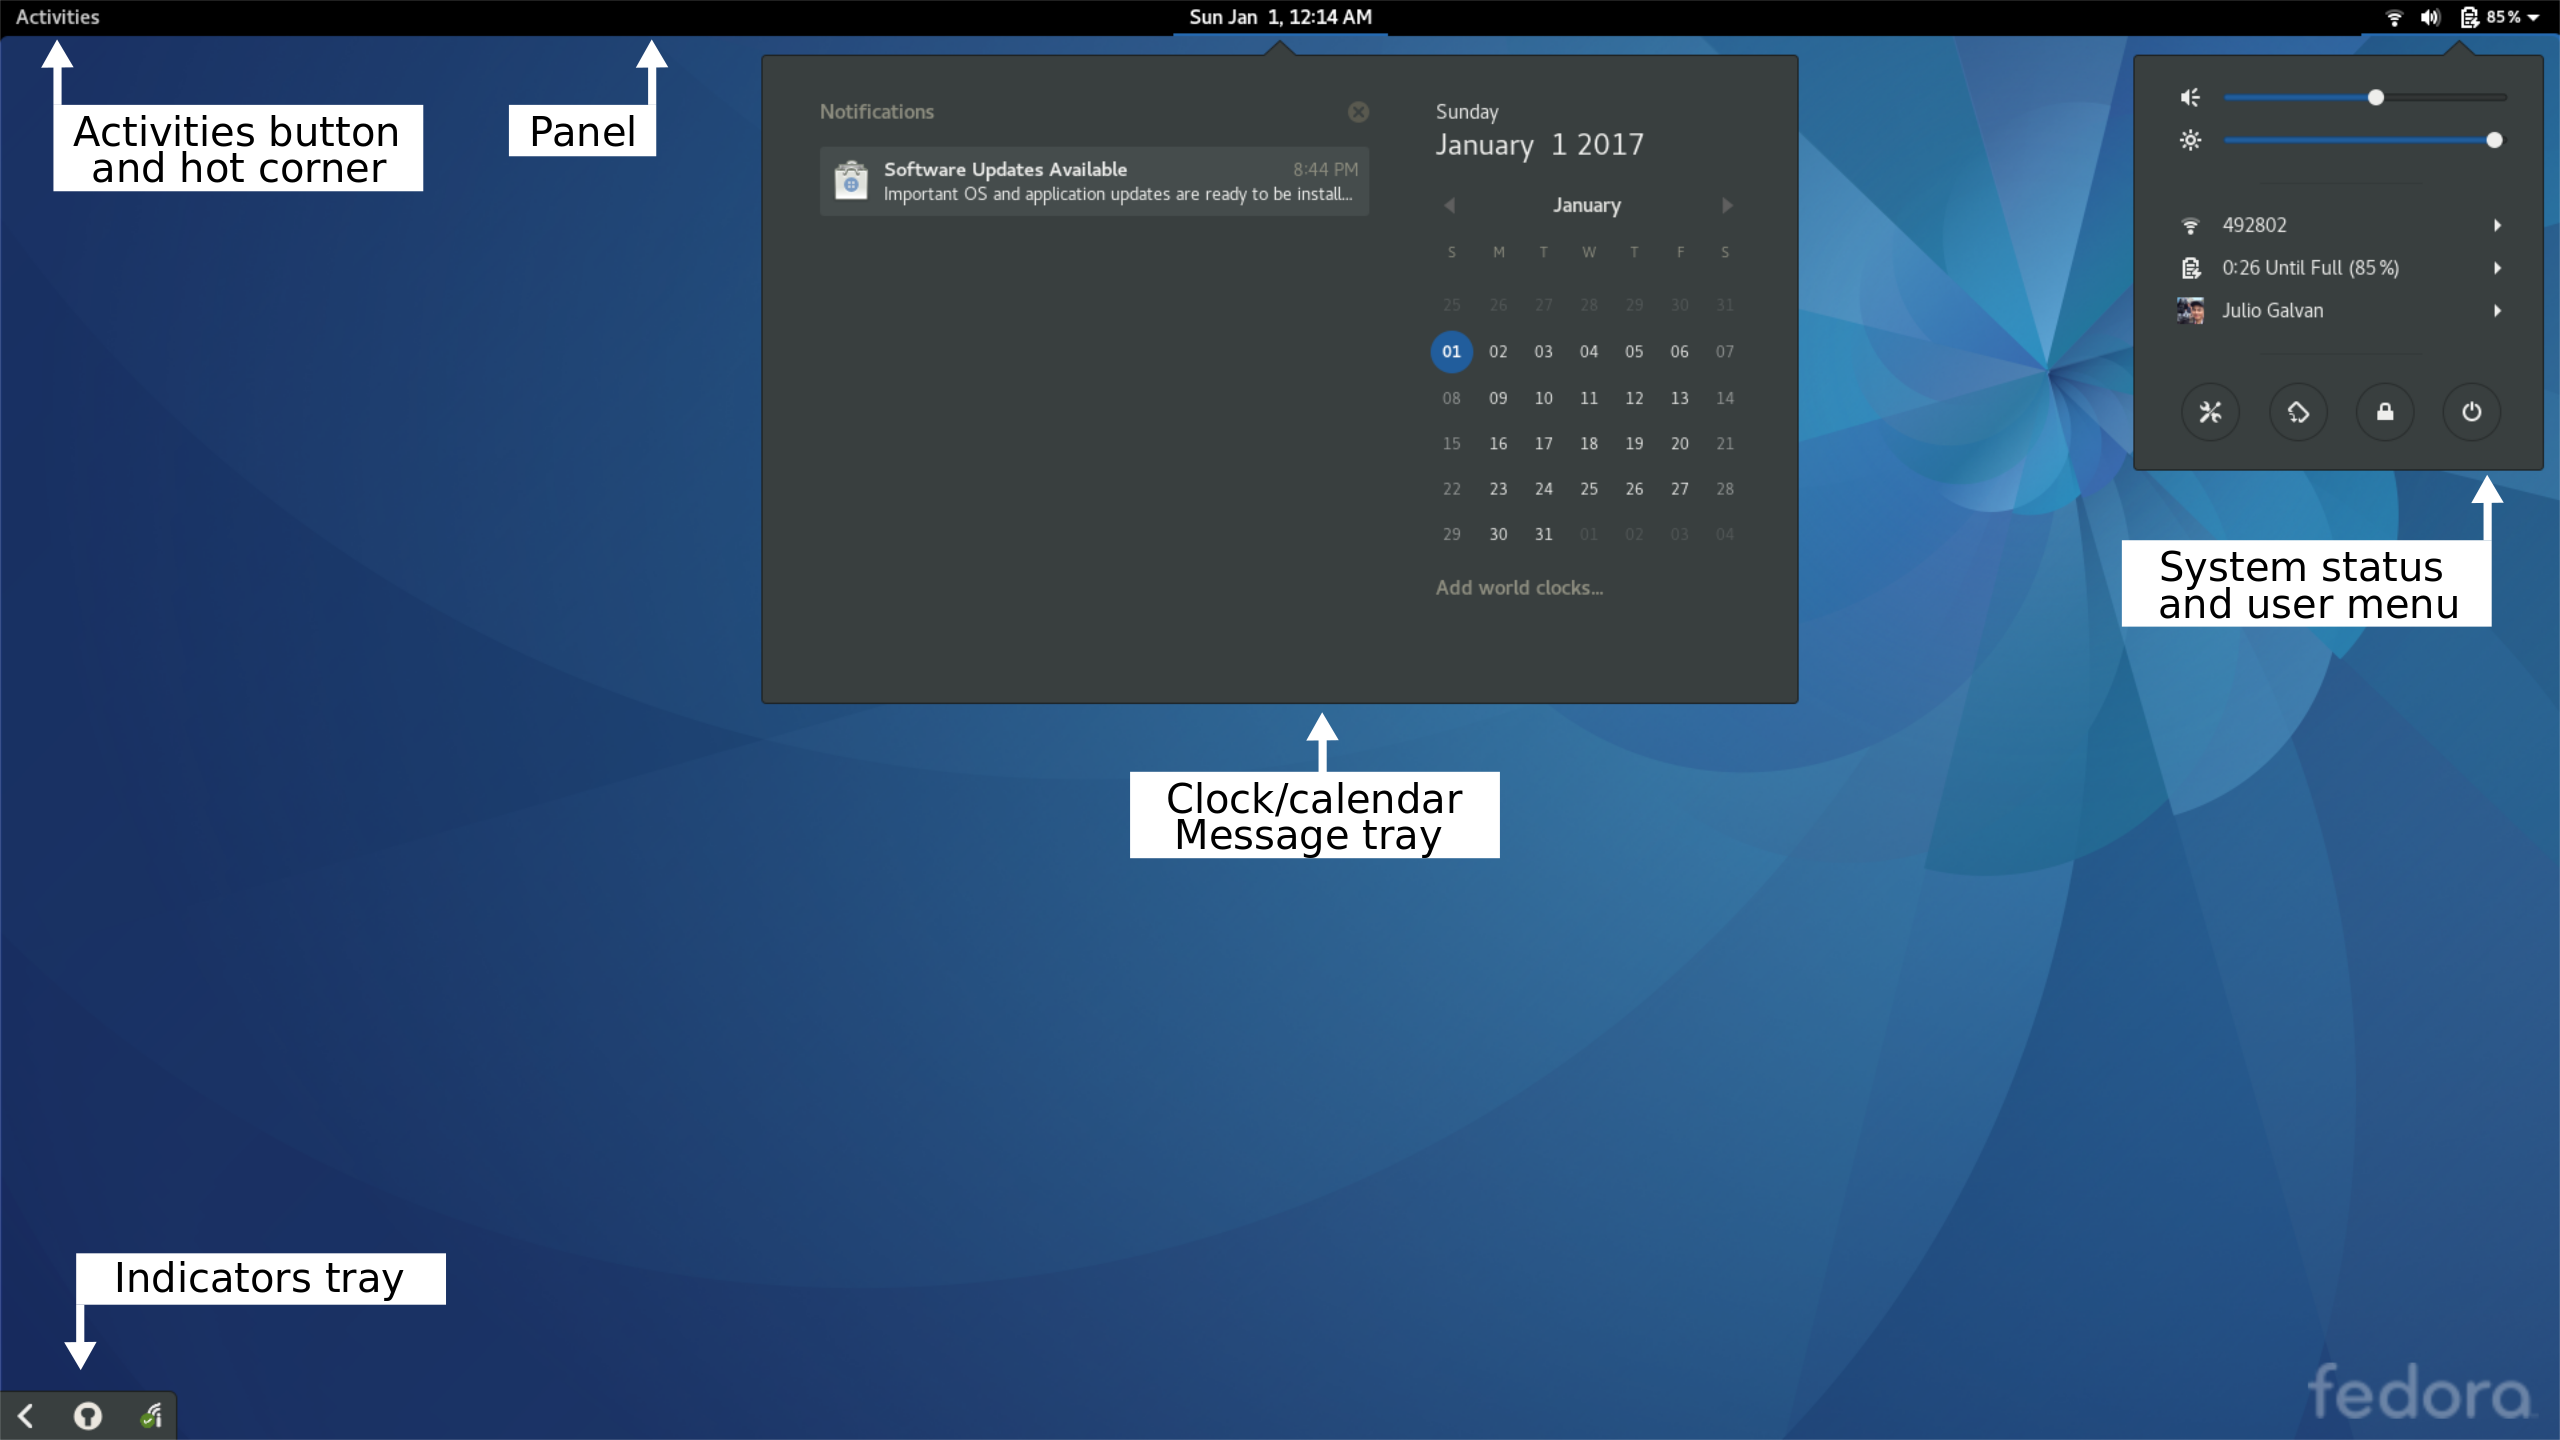 Activities
Sun Jan  1, 12:14 AM
85 %
Activities button
and hot corner
Panel
Notifications
Software Updates Available
8:44 PM
Important OS and application updates are ready to be install…
Sunday
January  1 2017
January
S M T W T F S
25 26 27 28 29 30 31
01 02 03 04 05 06 07
08 09 10 11 12 13 14
15 16 17 18 19 20 21
22 23 24 25 26 27 28
29 30 31 01 02 03 04
Add world clocks…
492802
0:26 Until Full (85 %)
Julio Galvan
System status
and user menu
Clock/calendar
Message tray
Indicators tray
fedora